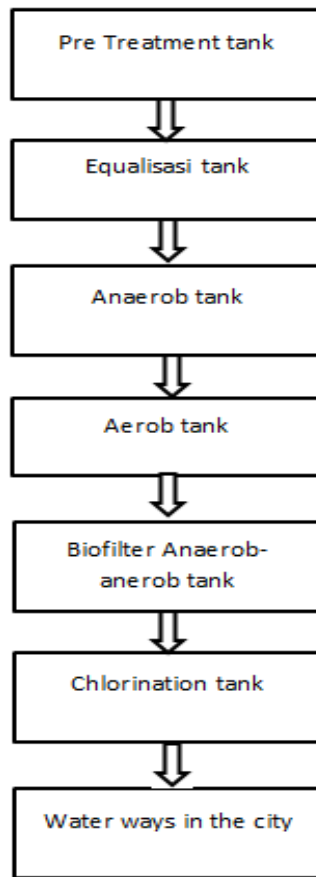 Pre Treatment tank
Equalisasi tank
Anaerob tank
Aerob tank
Biofilter Anaerob-
anerob tank
Chlorination tank
Water ways in the city